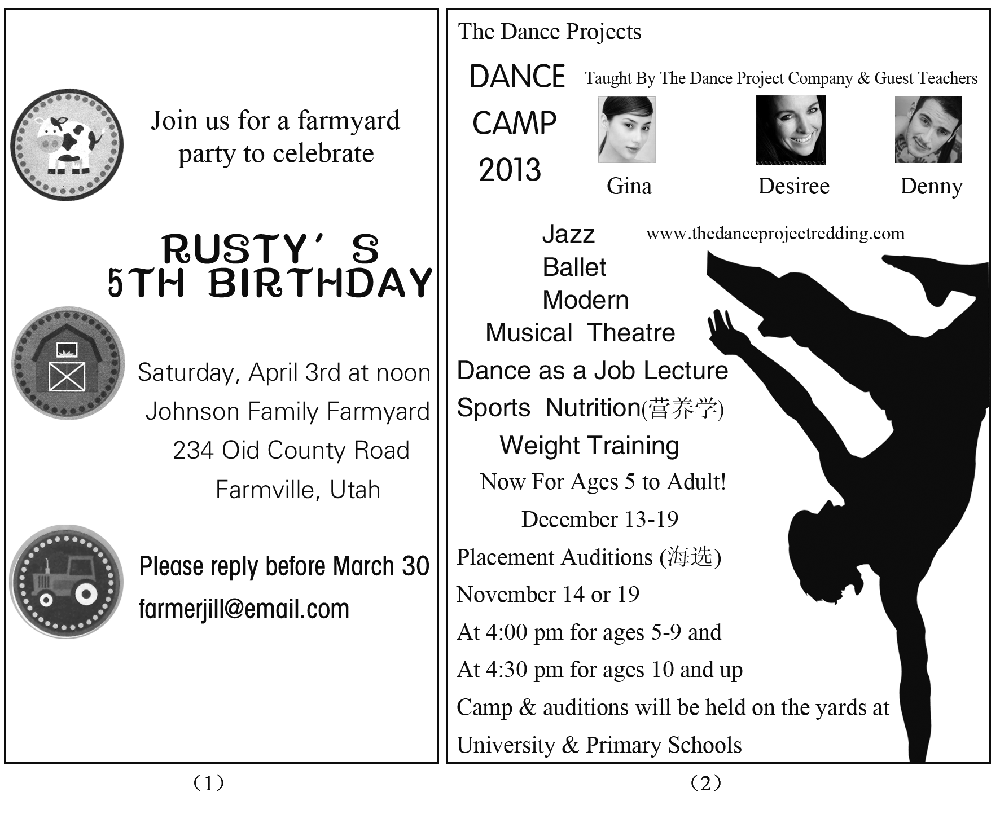 Join us for a farmyard
party to celebrate
RUSTY'S
5TH BIRTHDAY
Saturday, April 3rd at noon
Johnson Family Farmyard
234 Oid County Road
Farmville, Utah
Please reply before March 30
farmerjill@email.com
(1)
The Dance Projects
DANCE
CAMP
2013
Taught By The Dance Project Company & Guest Teachers
Gina Desiree Denny
www.thedanceprojectredding.com
Jazz
Ballet
Modern
Musical Theatre
Dance as a Job Lecture
Sports Nutrition(营养学)
Weight Training
Now For Ages 5 to Adult!
December 13-19
Placement Auditions (海选)
November 14 or 19
At 4:00 pm for ages 5-9 and
At 4:30 pm for ages 10 and up
Camp & auditions will be held on the yards at
University & Primary Schools
(2)